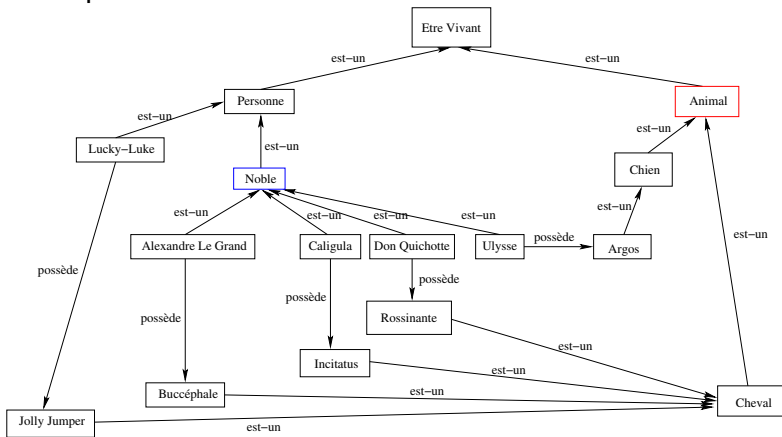 Etre Vivant
est-un
est-un
Personne
Animal
est-un
est-un
Lucky-Luke
est-un
Chien
Noble
est-un
est-un
est-un
est-un
est-un
est-un
Alexandre Le Grand
Caligula
Don Quichotte
Ulysse
possède
Argos
possède
possède
possède
possède
Rossinante
est-un
Incitatus
est-un
Buccéphale
est-un
Cheval
Jolly Jumper
est-un